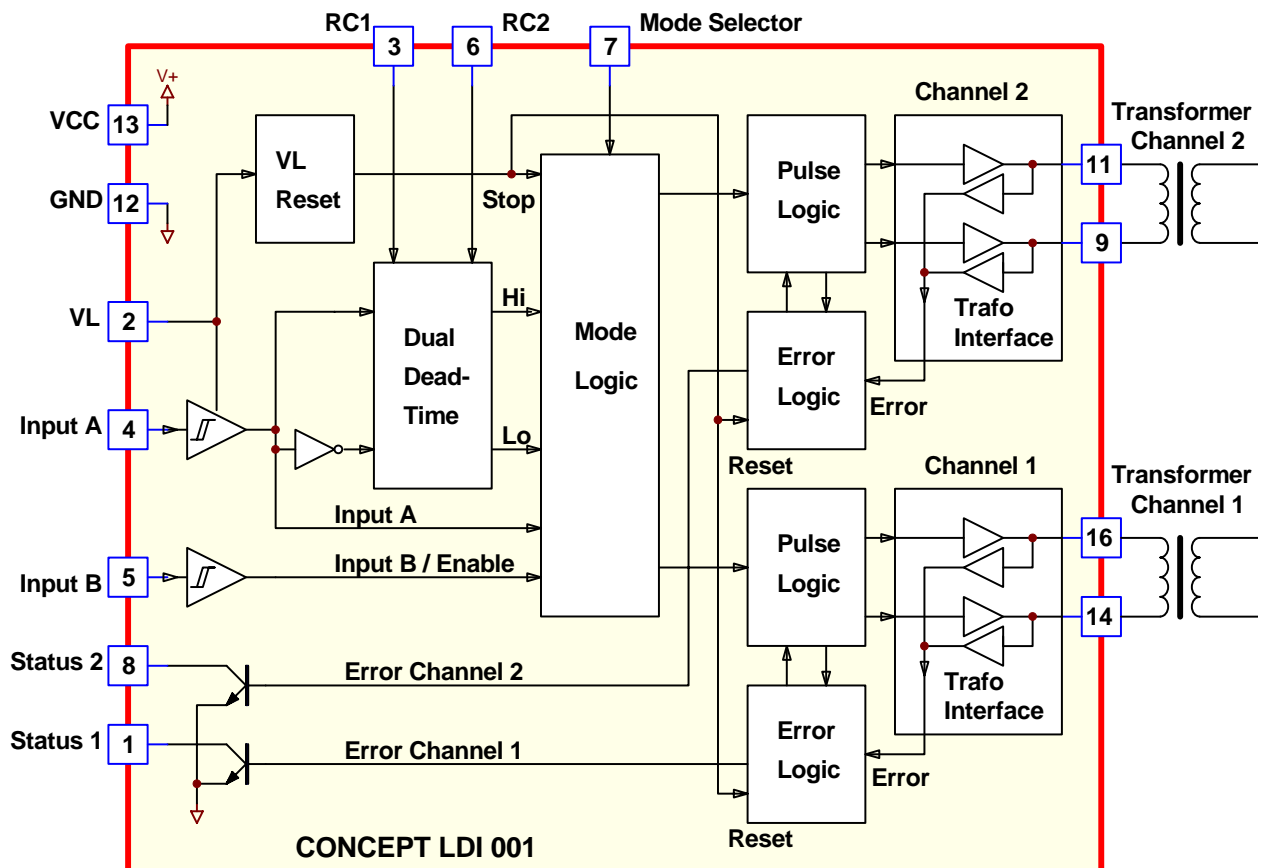 RC1
RC2
Mode Selector
3
6
7
V+
VCC
13
GND
12
VL
2
Input A
4
Input B
5
Status 2
8
Status 1
1
VL
Reset
Stop
Dual
Dead-
Time
Hi
Lo
Input A
Input B / Enable
Mode
Logic
Pulse
Logic
Error
Logic
Error
Reset
Channel 2
Trafo
Interface
11
9
Transformer
Channel 2
Channel 1
Pulse
Logic
Error
Logic
Error
Reset
Trafo
Interface
16
14
Transformer
Channel 1
Error Channel 2
Error Channel 1
CONCEPT LDI 001